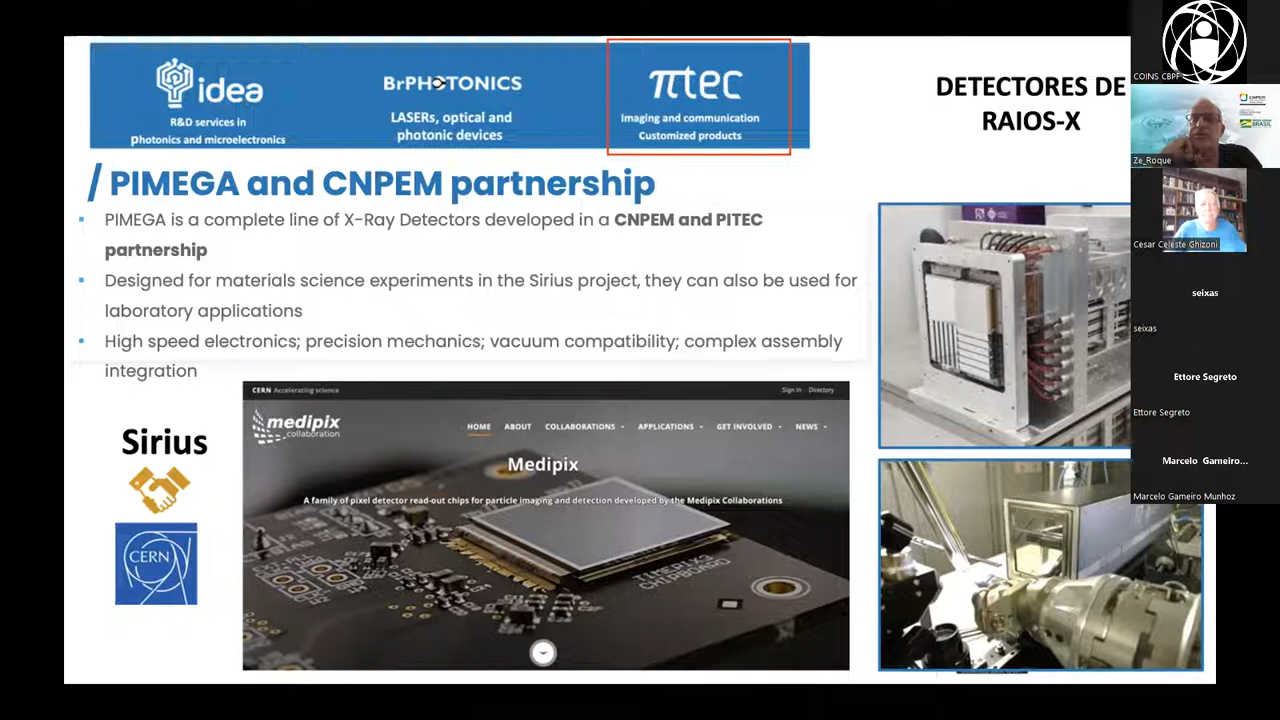 idea
R&D services in
photonics and microelectronics
BrPHOTONICS
LASERs, optical and
photonic devices
πtec
Imaging and communication
Customized products
DETECTORES DE
RAIOS-X
/ PIMEGA and CNPEM partnership
▪ PIMEGA is a complete line of X-Ray Detectors developed in a CNPEM and PITEC
partnership
▪ Designed for materials science experiments in the Sirius project, they can also be used for
laboratory applications
▪ High speed electronics; precision mechanics; vacuum compatibility; complex assembly
integration
Sirius
CERN
CERN Accelerating science
Sign in Directory
medipix
collaboration
HOME ABOUT COLLABORATIONS APPLICATIONS GET INVOLVED NEWS
Medipix
A family of pixel detector read-out chips for particle imaging and detection developed by the Medipix Collaborations
TIMEPIX3
CHIPBOARD
COINS CBPF
CNPEM
BRASIL
Ze_Roque
Cesar Celeste Ghizoni
seixas
seixas
Ettore Segreto
Ettore Segreto
Marcelo Gameiro...
Marcelo Gameiro Munhoz